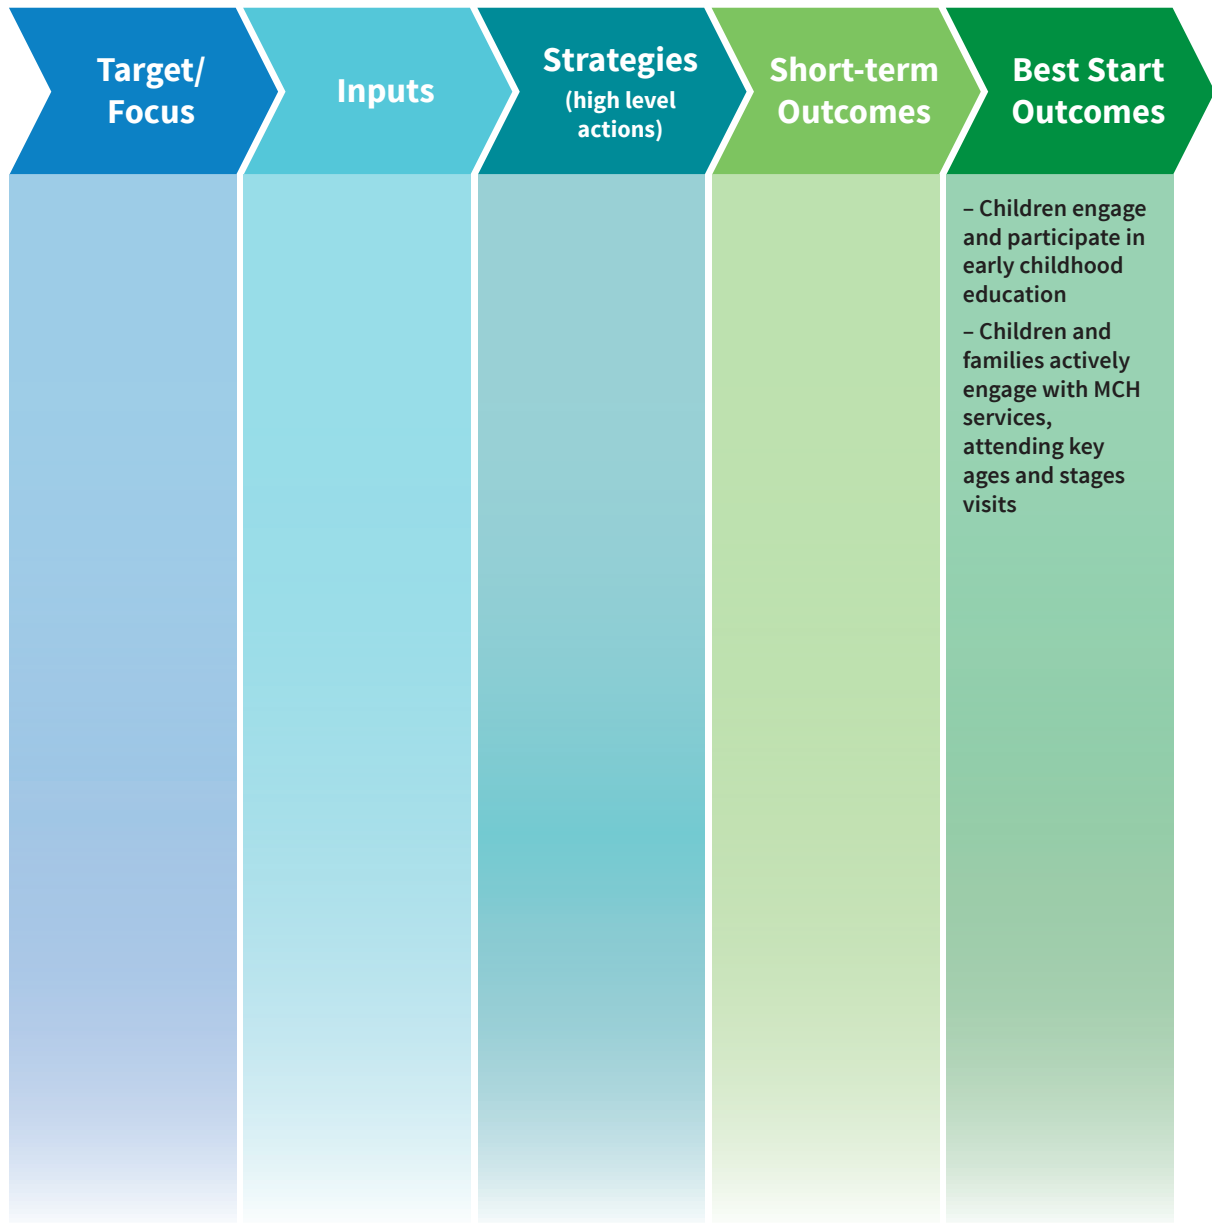 Target/
Focus
Inputs
Strategies
(high level
actions)
Short-term
Outcomes
Best Start
Outcomes
– Children engage
and participate in
early childhood
education
– Children and
families actively
engage with MCH
services,
attending key
ages and stages
visits